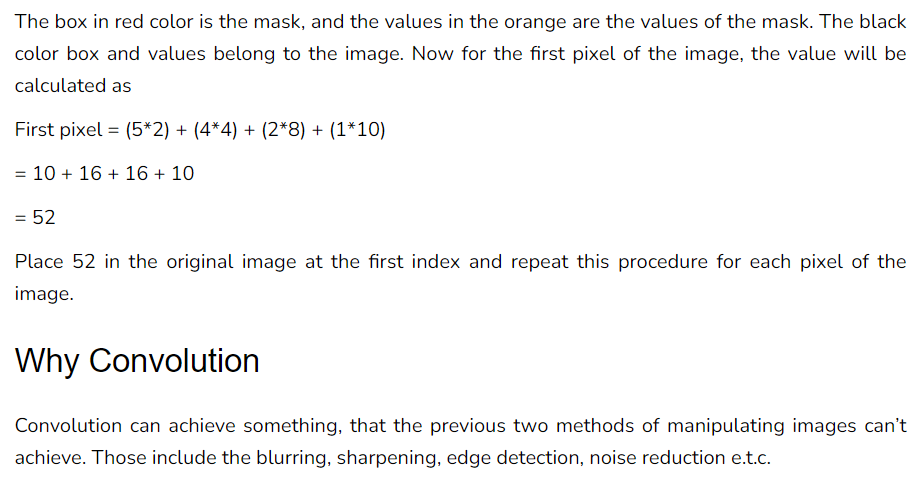 The box in red color is the mask, and the values in the orange are the values of the mask. The black
color box and values belong to the image. Now for the first pixel of the image, the value will be
calculated as
First pixel = (5*2) + (4*4) + (2*8) + (1*10)
= 10 + 16 + 16 + 10
= 52
Place 52 in the original image at the first index and repeat this procedure for each pixel of the
image.
Why Convolution
Convolution can achieve something, that the previous two methods of manipulating images can’t
achieve. Those include the blurring, sharpening, edge detection, noise reduction e.t.c.